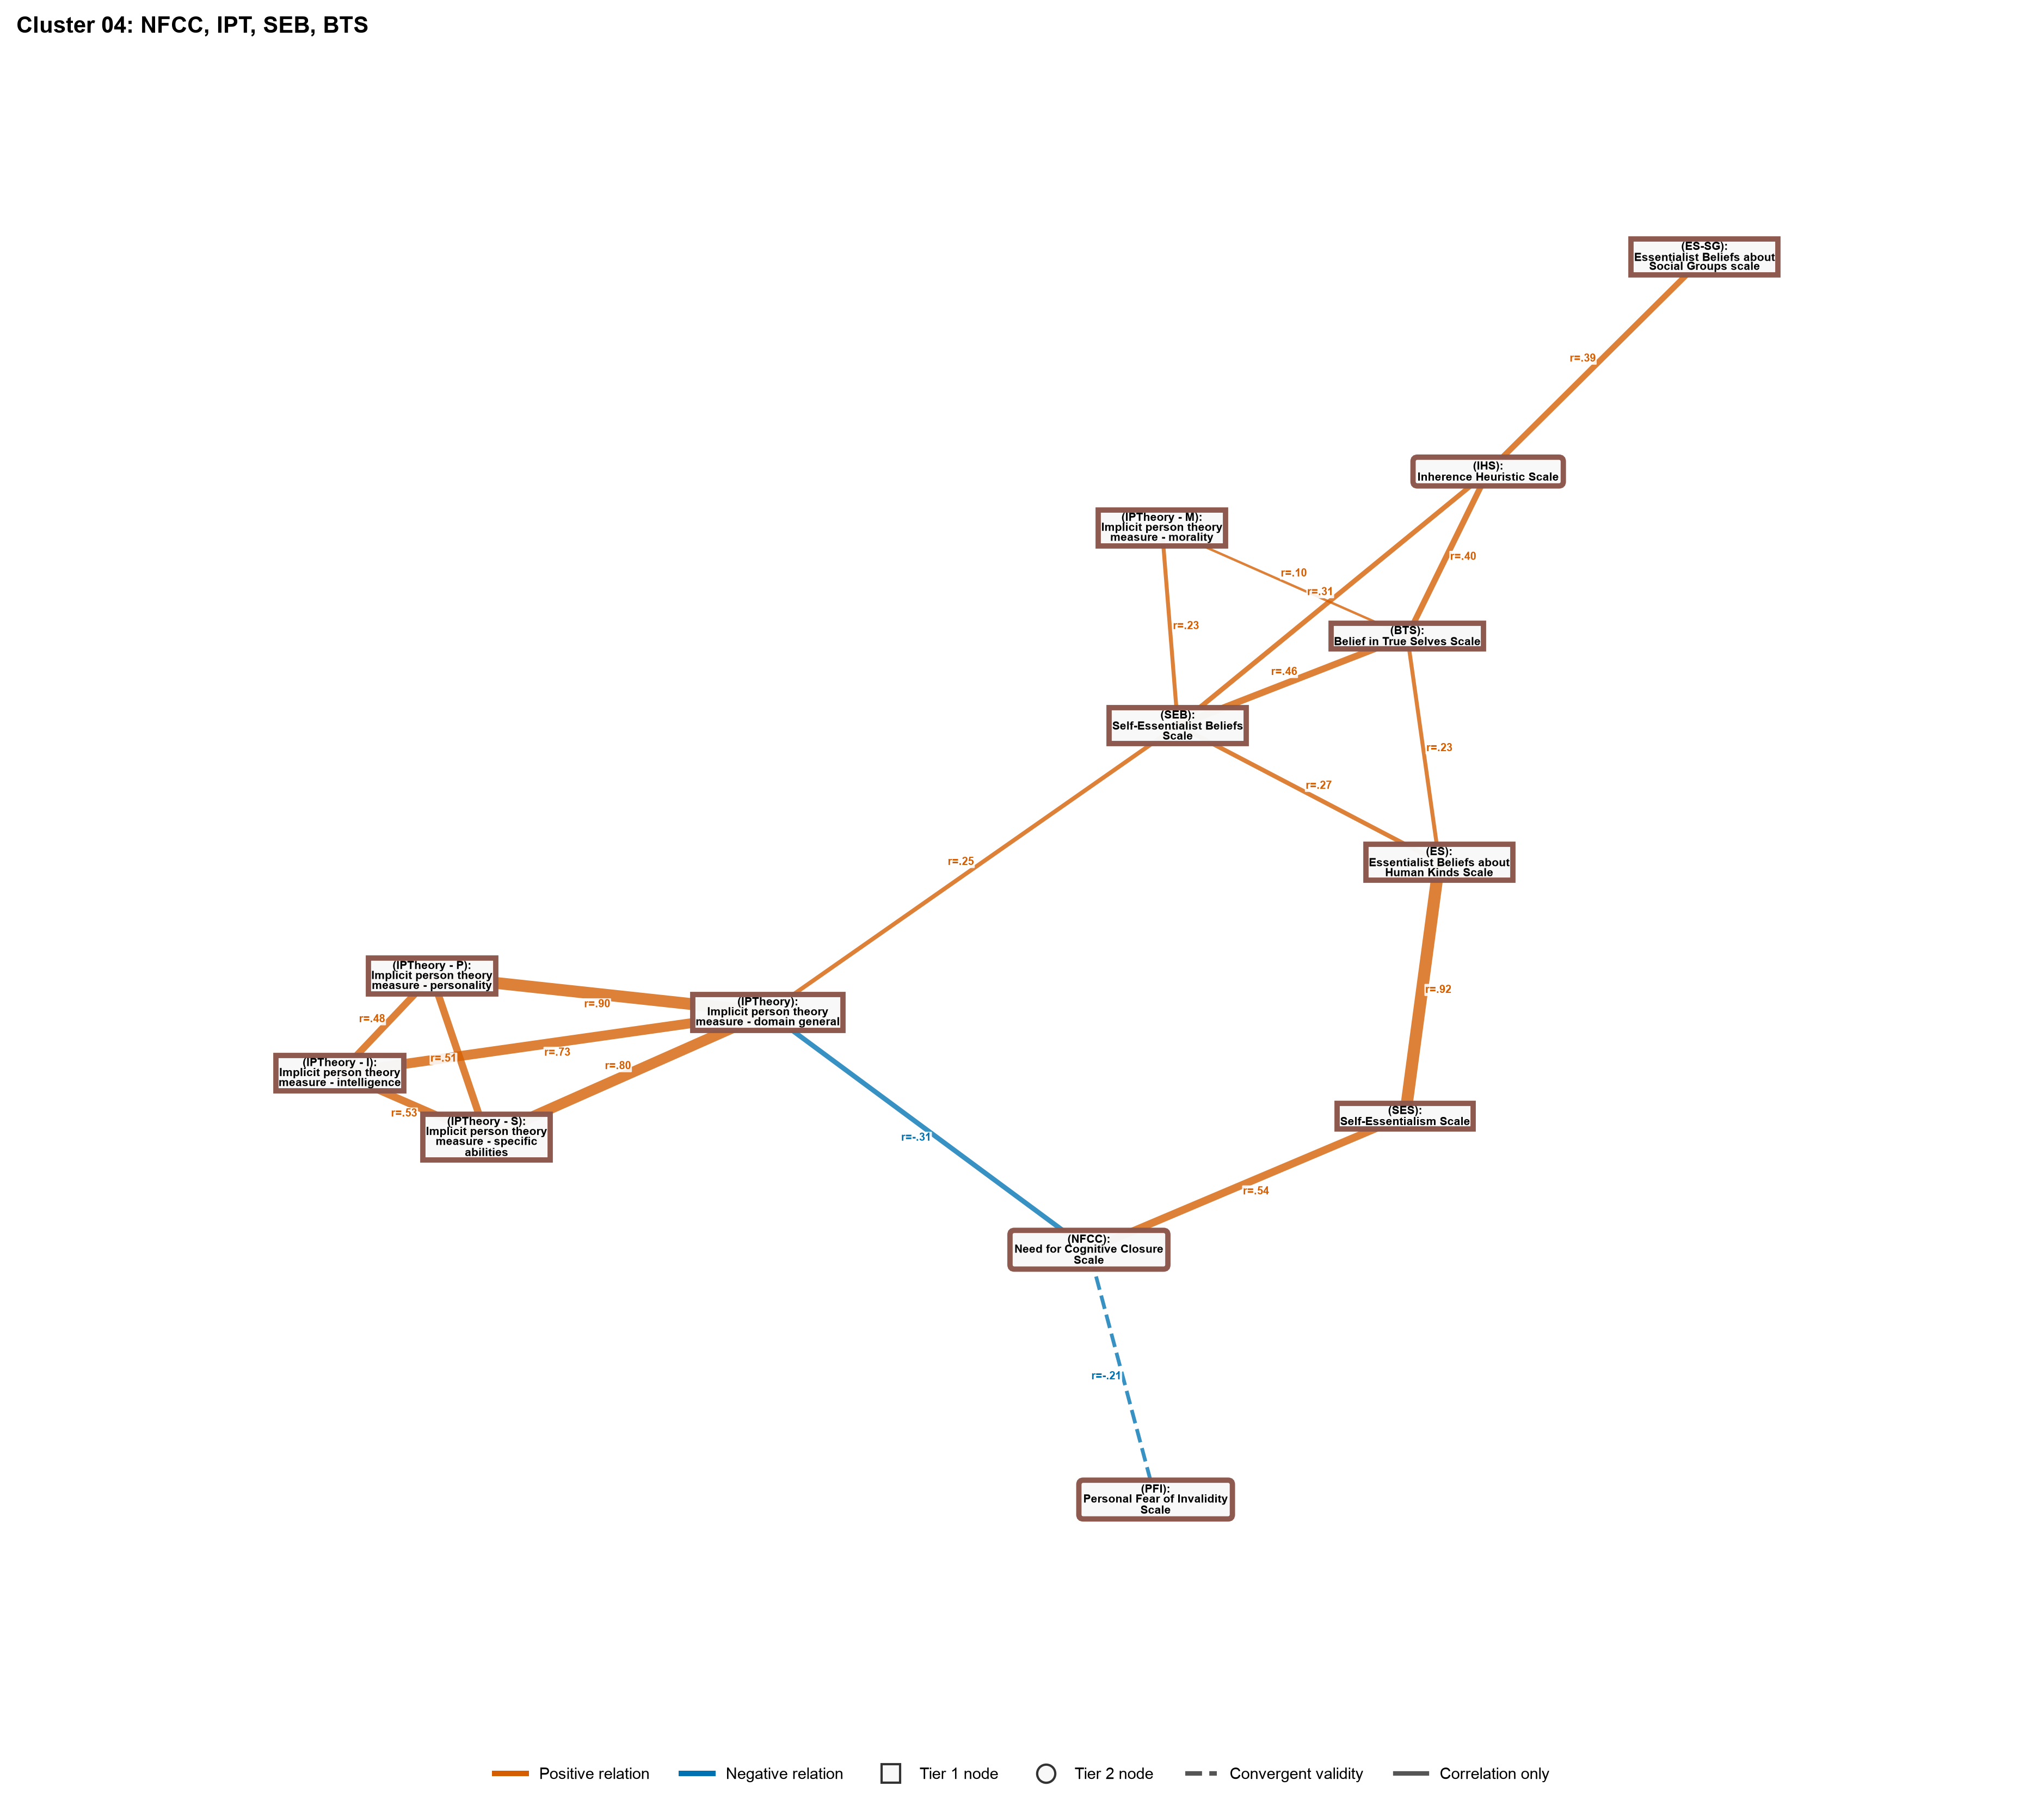 Cluster 04: NFCC, IPT, SEB, BTS
(ES-SG):
Essentialist Beliefs about
Social Groups scale
r=.39
(IHS):
Inherence Heuristic Scale
(IPTheory - M):
Implicit person theory
measure - morality
r=.40
r=.10
r=.31
r=.23
(BTS):
Belief in True Selves Scale
r=.46
(SEB):
Self-Essentialist Beliefs
Scale
r=.23
r=.27
(ES):
Essentialist Beliefs about
Human Kinds Scale
r=.25
(IPTheory - P):
Implicit person theory
measure - personality
r=.92
r=.90
(IPTheory):
Implicit person theory
measure - domain general
r=.48
r=.51
r=.73
r=.80
(IPTheory - I):
Implicit person theory
measure - intelligence
r=.53
(IPTheory - S):
Implicit person theory
measure - specific
abilities
(SES):
Self-Essentialism Scale
r=-.31
r=.54
(NFCC):
Need for Cognitive Closure
Scale
r=-.21
(PFI):
Personal Fear of Invalidity
Scale
Positive relation
Negative relation
Tier 1 node
Tier 2 node
Convergent validity
Correlation only